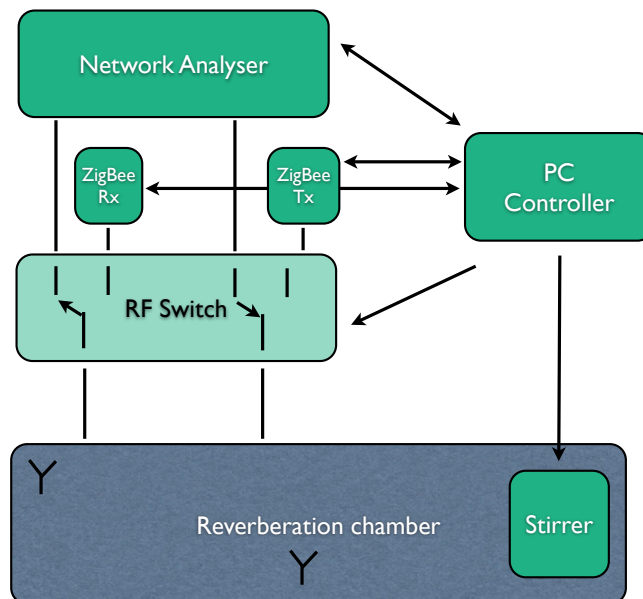 Network Analyser
ZigBee
Rx
ZigBee
Tx
PC
Controller
RF Switch
Reverberation chamber
Stirrer